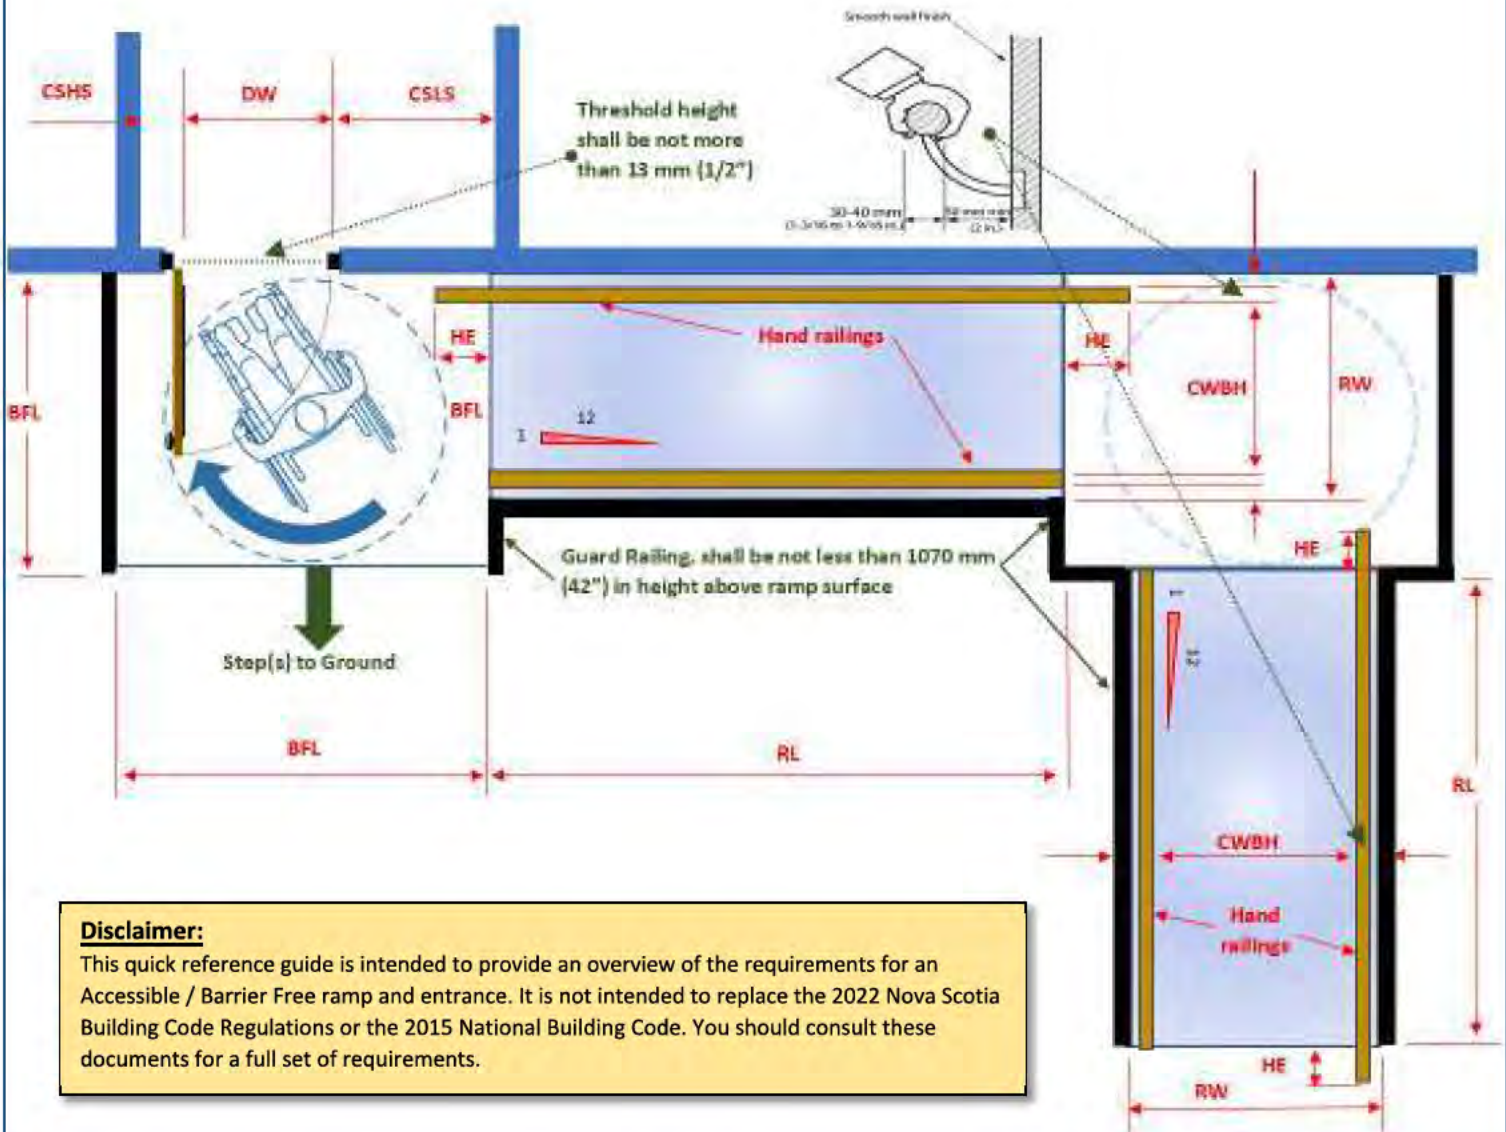 Smooth wall finish
CSHS
DW
CSLS
Threshold height
shall be not more
than 13 mm (1/2")
30-40 mm
(2 in.)
HE
Hand railings
HE
CWBH
RW
BFL
BFL
12
1
HE
Guard Railing, shall be not less than 1070 mm
(42") in height above ramp surface
1
12
Step(s) to Ground
BFL
RL
RL
CWBH
Hand
railings
Disclaimer:
This quick reference guide is intended to provide an overview of the requirements for an
Accessible / Barrier Free ramp and entrance. It is not intended to replace the 2022 Nova Scotia
Building Code Regulations or the 2015 National Building Code. You should consult these
documents for a full set of requirements.
HE
RW